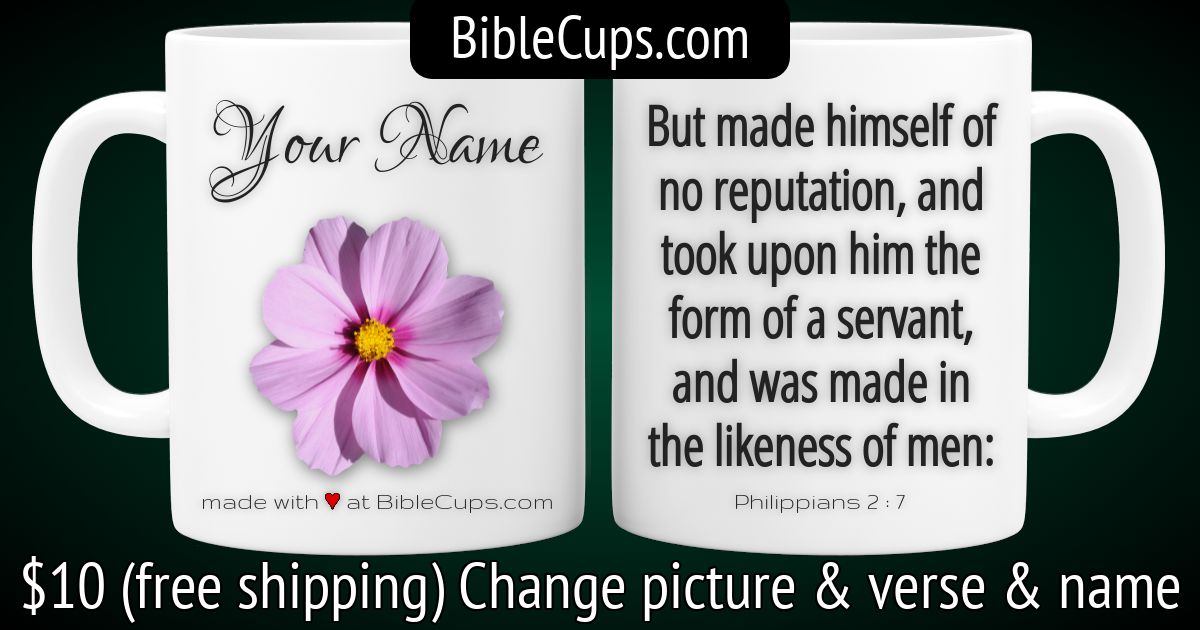 BibleCups.com
Your Name
made with ♥ at BibleCups.com
But made himself of
no reputation, and
took upon him the
form of a servant,
and was made in
the likeness of men:
Philippians 2 : 7
$10 (free shipping) Change picture & verse & name